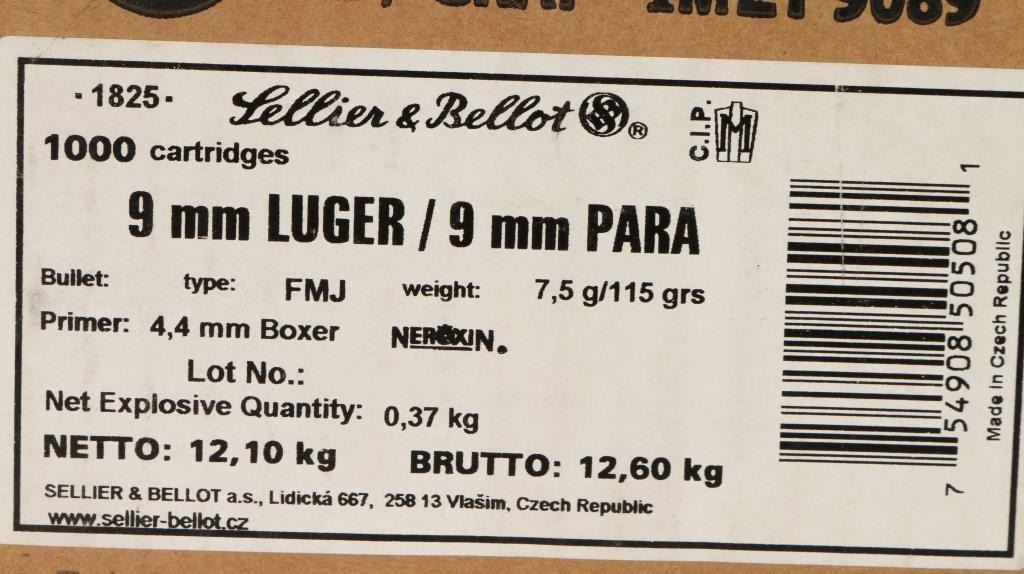 9089
· 1825 · Sellier & Bellot ® C.I.P.
1000 cartridges
9 mm LUGER / 9 mm PARA
Bullet: type: FMJ weight: 7,5 g/115 grs
Primer: 4,4 mm Boxer NEROXIN.
Lot No.:
Net Explosive Quantity: 0,37 kg
NETTO: 12,10 kg BRUTTO: 12,60 kg
SELLIER & BELLOT a.s., Lidická 667, 258 13 Vlašim, Czech Republic
www.sellier-bellot.cz
7 54908 50508 1
Made in Czech Republic